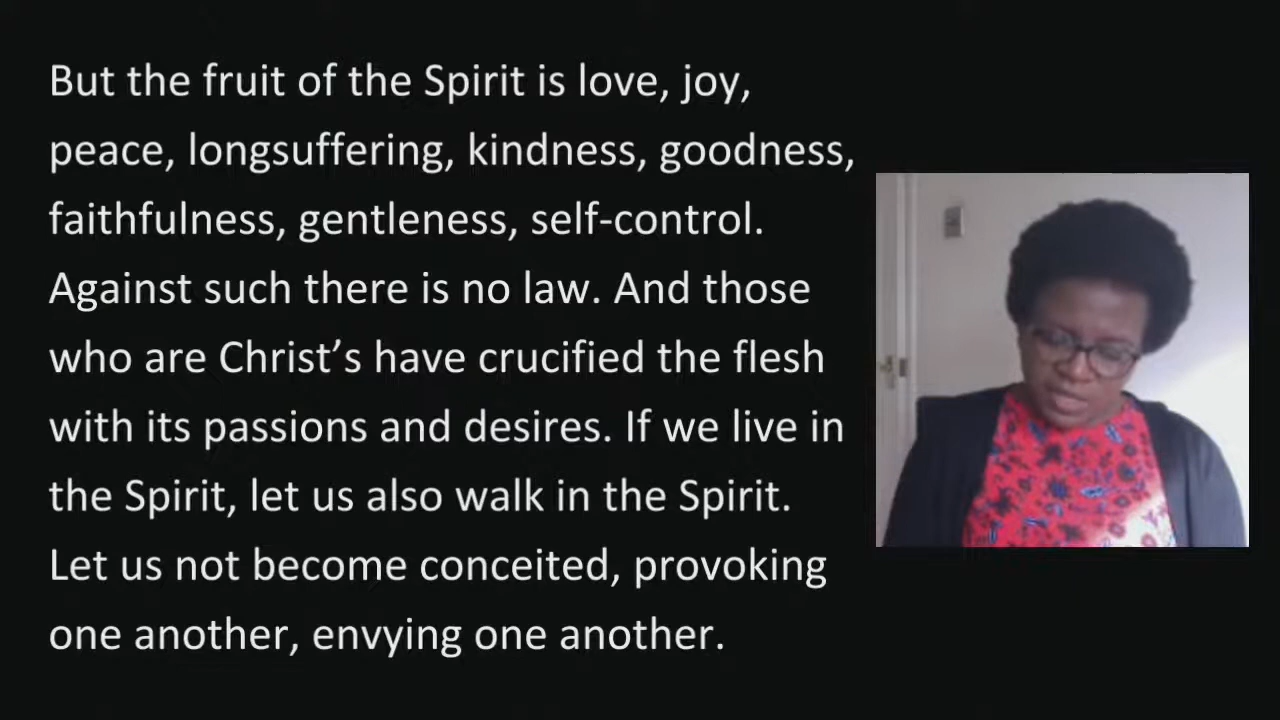 But the fruit of the Spirit is love, joy,
peace, longsuffering, kindness, goodness,
faithfulness, gentleness, self-control.
Against such there is no law. And those
who are Christ’s have crucified the flesh
with its passions and desires. If we live in
the Spirit, let us also walk in the Spirit.
Let us not become conceited, provoking
one another, envying one another.